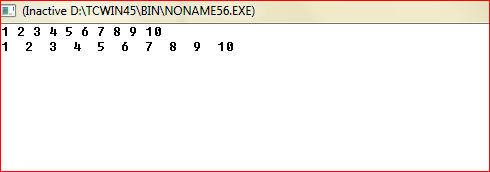 (Inactive D:\TCWIN45\BIN\NONAME56.EXE)
1 2 3 4 5 6 7 8 9 10
1  2  3  4  5  6  7  8  9  10